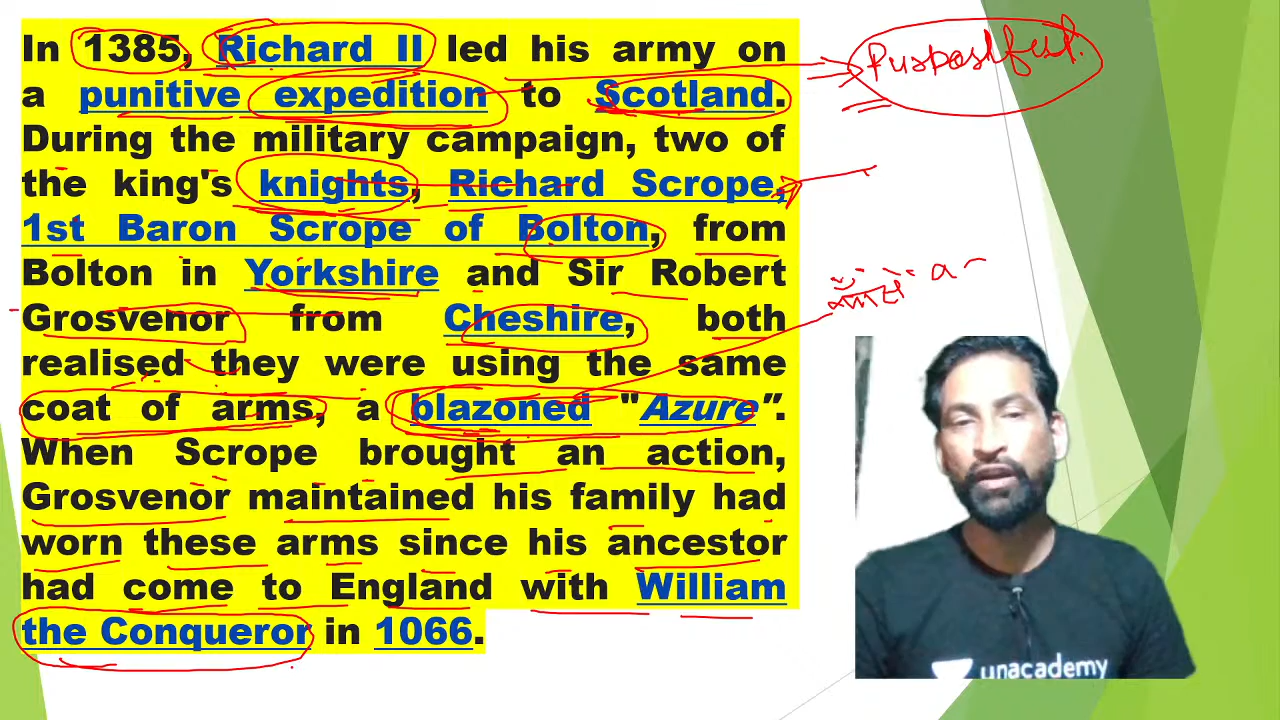 In 1385, Richard II led his army on
a punitive expedition to Scotland.
During the military campaign, two of
the king's knights, Richard Scrope,
1st Baron Scrope of Bolton, from
Bolton in Yorkshire and Sir Robert
Grosvenor from Cheshire, both
realised they were using the same
coat of arms, a blazoned "Azure".
When Scrope brought an action,
Grosvenor maintained his family had
worn these arms since his ancestor
had come to England with William
the Conqueror in 1066.
unacademy